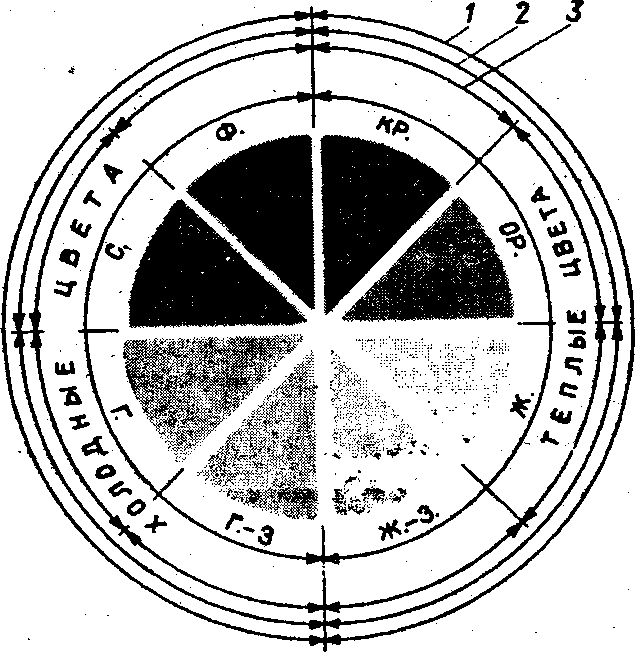 1 2 3
КР.
ОР.
Ж.
Ж.-З.
Г.-З
Г.
С,
Ф.
ТЕПЛЫЕ ЦВЕТА
ХОЛОДНЫЕ ЦВЕТА